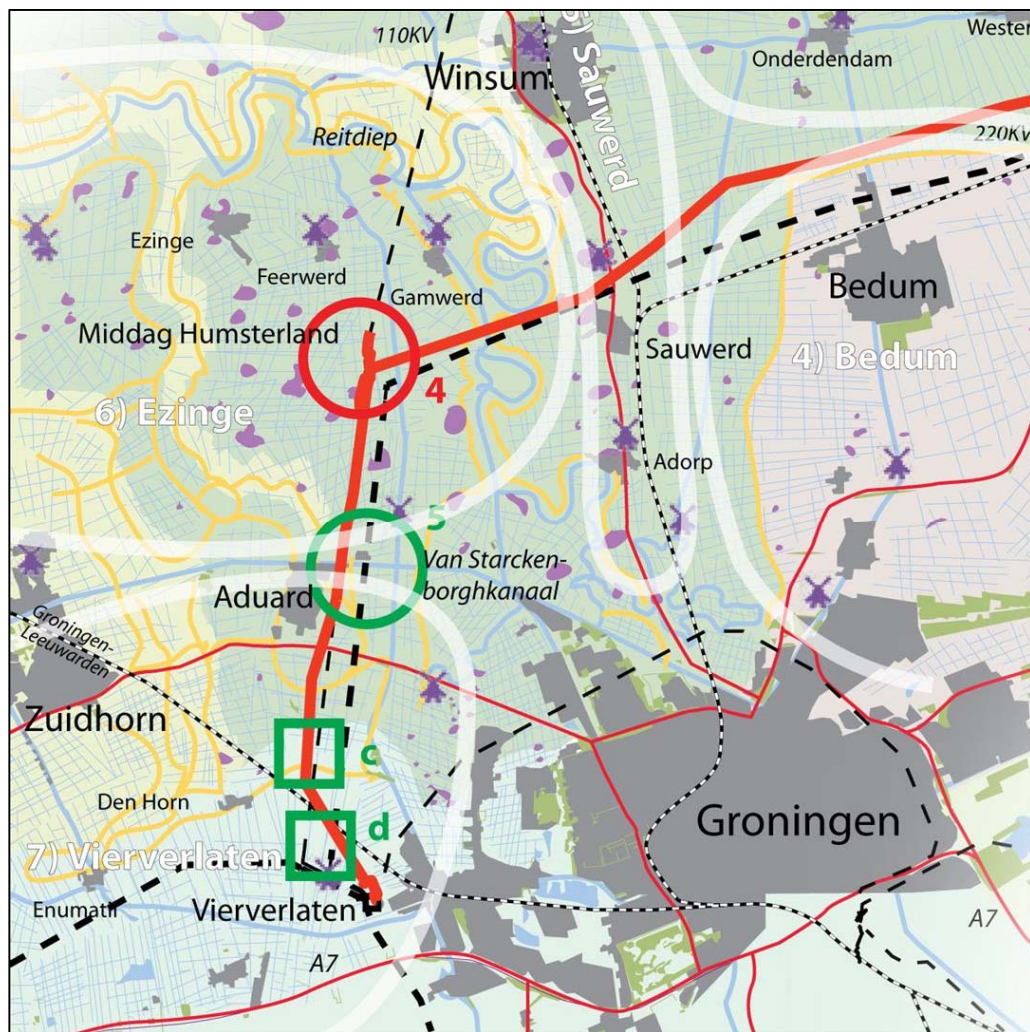 110KV
Wester
Onderdendam
Winsum
5) Sauwerd
Reitdiep
220KV
Ezinge
Feerwerd
Gamwerd
Bedum
Middag Humsterland
Sauwerd
4) Bedum
4
6) Ezinge
Adorp
5
Van Starcken-
borghkanaal
Aduard
Groningen-
Leeuwarden
Zuidhorn
c
Den Horn
d
Groningen
7) Vierverlaten
Enumatil
Vierverlaten
A7
A7